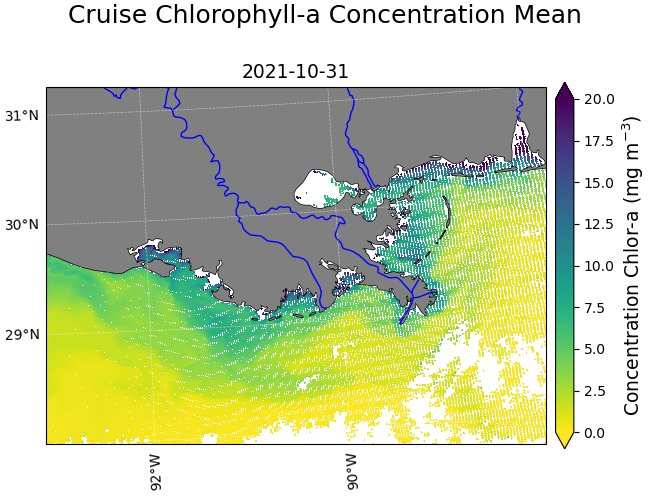 Cruise Chlorophyll-a Concentration Mean
2021-10-31
31°N
30°N
29°N
92°W
90°W
20.0
17.5
15.0
12.5
10.0
7.5
5.0
2.5
0.0
Concentration Chlor-a (mg m⁻³)